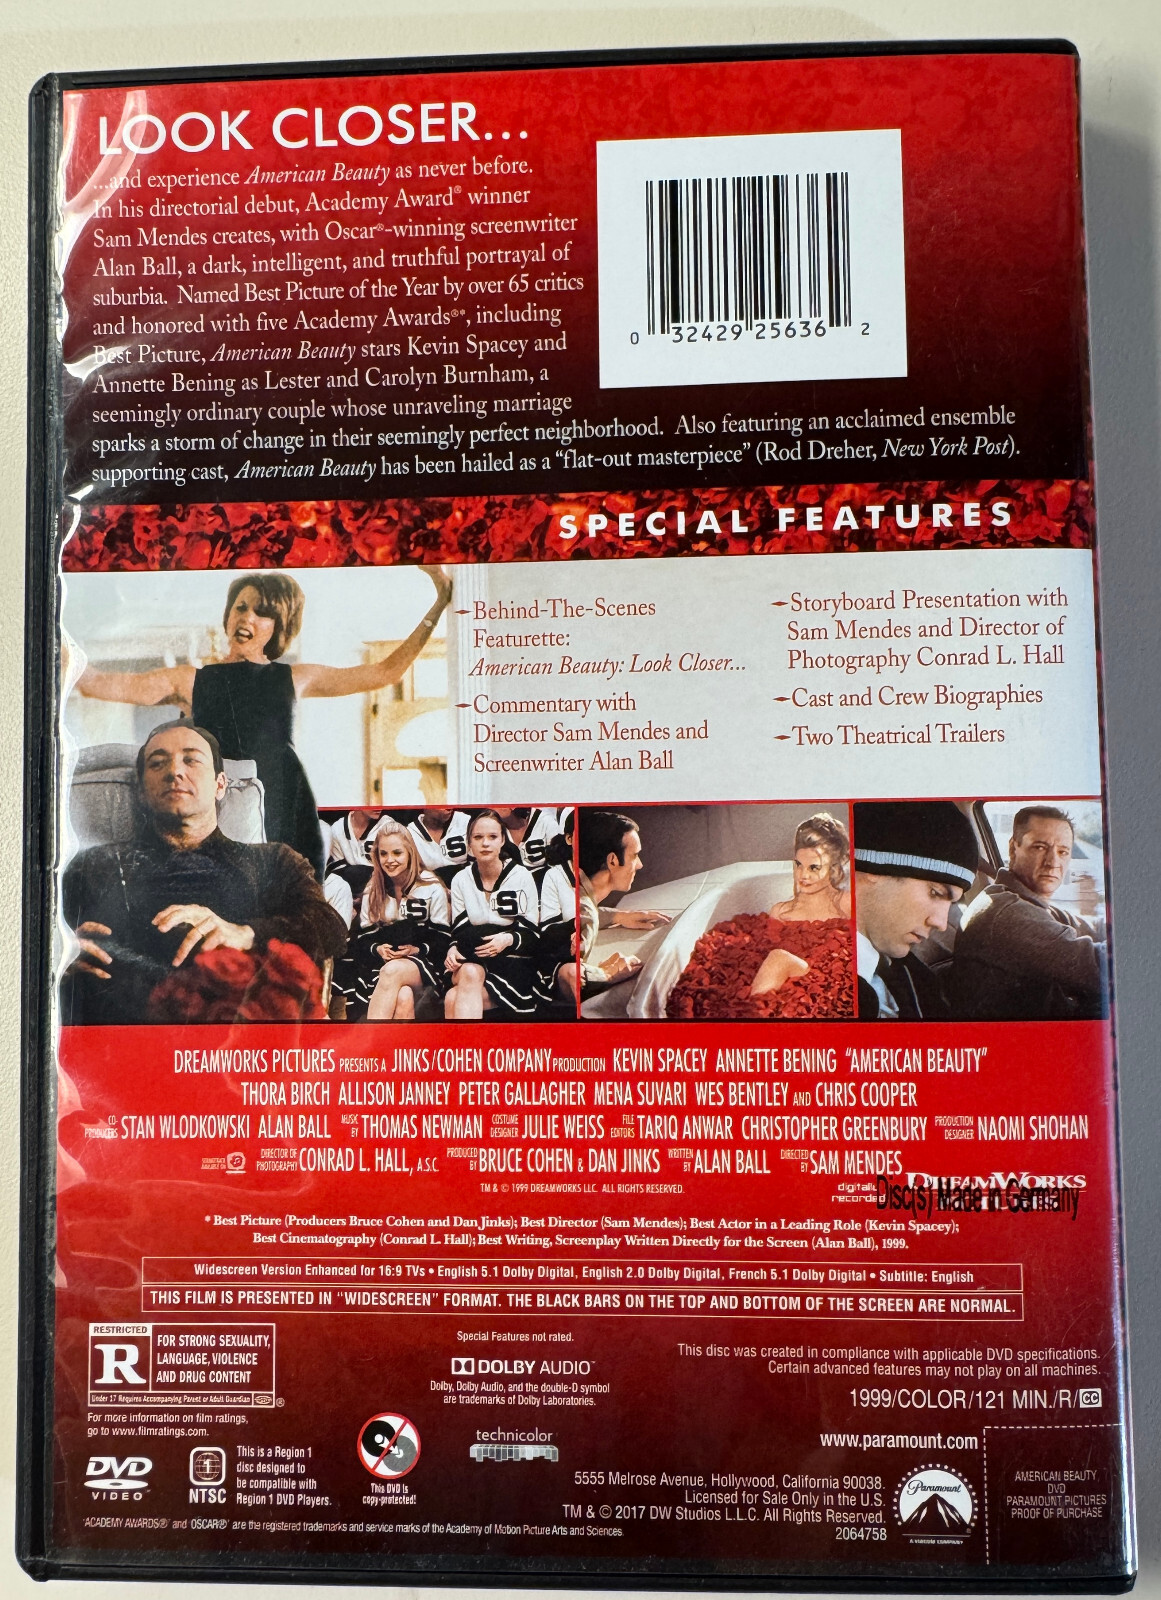 LOOK CLOSER...
...and experience American Beauty as never before.
In his directorial debut, Academy Award® winner
Sam Mendes creates, with Oscar®-winning screenwriter
Alan Ball, a dark, intelligent, and truthful portrayal of
suburbia. Named Best Picture of the Year by over 65 critics
and honored with five Academy Awards®*, including
Best Picture, American Beauty stars Kevin Spacey and
Annette Bening as Lester and Carolyn Burnham, a
seemingly ordinary couple whose unraveling marriage
sparks a storm of change in their seemingly perfect neighborhood. Also featuring an acclaimed ensemble
supporting cast, American Beauty has been hailed as a “flat-out masterpiece” (Rod Dreher, New York Post).
0 32429 25636 2
SPECIAL FEATURES
Behind-The-Scenes
Featurette:
American Beauty: Look Closer...
Commentary with
Director Sam Mendes and
Screenwriter Alan Ball
Storyboard Presentation with
Sam Mendes and Director of
Photography Conrad L. Hall
Cast and Crew Biographies
Two Theatrical Trailers
S
S
S
S
DREAMWORKS PICTURES PRESENTS A JINKS/COHEN COMPANY PRODUCTION KEVIN SPACEY ANNETTE BENING “AMERICAN BEAUTY”
THORA BIRCH ALLISON JANNEY PETER GALLAGHER MENA SUVARI WES BENTLEY AND CHRIS COOPER
CO-PRODUCERS STAN WLODKOWSKI ALAN BALL MUSIC BY THOMAS NEWMAN COSTUME DESIGNER JULIE WEISS FILM EDITORS TARIQ ANWAR CHRISTOPHER GREENBURY PRODUCTION DESIGNER NAOMI SHOHAN
SOUNDTRACK AVAILABLE ON DIRECTOR OF PHOTOGRAPHY CONRAD L. HALL, A.S.C. PRODUCED BY BRUCE COHEN & DAN JINKS WRITTEN BY ALAN BALL DIRECTED BY SAM MENDES
TM & © 1999 DREAMWORKS LLC. ALL RIGHTS RESERVED.
digitally recorded
DREAMWORKS
Disc(s) Made in Germany
* Best Picture (Producers Bruce Cohen and Dan Jinks); Best Director (Sam Mendes); Best Actor in a Leading Role (Kevin Spacey);
Best Cinematography (Conrad L. Hall); Best Writing, Screenplay Written Directly for the Screen (Alan Ball), 1999.
Widescreen Version Enhanced for 16:9 TVs • English 5.1 Dolby Digital, English 2.0 Dolby Digital, French 5.1 Dolby Digital • Subtitle: English
THIS FILM IS PRESENTED IN “WIDESCREEN” FORMAT. THE BLACK BARS ON THE TOP AND BOTTOM OF THE SCREEN ARE NORMAL.
RESTRICTED
R
FOR STRONG SEXUALITY,
LANGUAGE, VIOLENCE
AND DRUG CONTENT
Under 17 Requires Accompanying Parent or Adult Guardian ®
For more information on film ratings,
go to www.filmratings.com.
Special Features not rated.
DOLBY AUDIO™
Dolby, Dolby Audio, and the double-D symbol
are trademarks of Dolby Laboratories.
This disc was created in compliance with applicable DVD specifications.
Certain advanced features may not play on all machines.
1999/COLOR/121 MIN./R/CC
DVD
VIDEO
1
NTSC
This is a Region 1
disc designed to
be compatible with
Region 1 DVD Players.
This DVD is
copy-protected!
technicolor
www.paramount.com
5555 Melrose Avenue, Hollywood, California 90038.
Licensed for Sale Only in the U.S.
TM & © 2017 DW Studios L.L.C. All Rights Reserved.
2064758
Paramount
®
A VIACOM COMPANY
AMERICAN BEAUTY
DVD
PARAMOUNT PICTURES
PROOF OF PURCHASE
“ACADEMY AWARDS®” and “OSCAR®” are the registered trademarks and service marks of the Academy of Motion Picture Arts and Sciences.